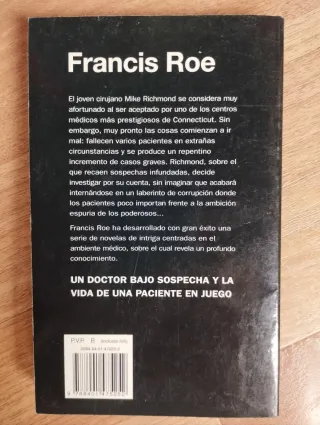 Francis Roe
El joven cirujano Mike Richmond se considera muy
afortunado al ser aceptado por uno de los centros
médicos más prestigiosos de Connecticut. Sin
embargo, muy pronto las cosas comienzan a ir
mal: fallecen varios pacientes en extrañas
circunstancias y se produce un repentino
incremento de casos graves. Richmond, sobre el
que recaen sospechas infundadas, decide
investigar por su cuenta, sin imaginar que acabará
internándose en un laberinto de corrupción donde
los pacientes poco importan frente a la ambición
espuria de los poderosos...
Francis Roe ha desarrollado con gran éxito una
serie de novelas de intriga centradas en el
ambiente médico, sobre el cual revela un profundo
conocimiento.
UN DOCTOR BAJO SOSPECHA Y LA
VIDA DE UNA PACIENTE EN JUEGO
P.V.P. B